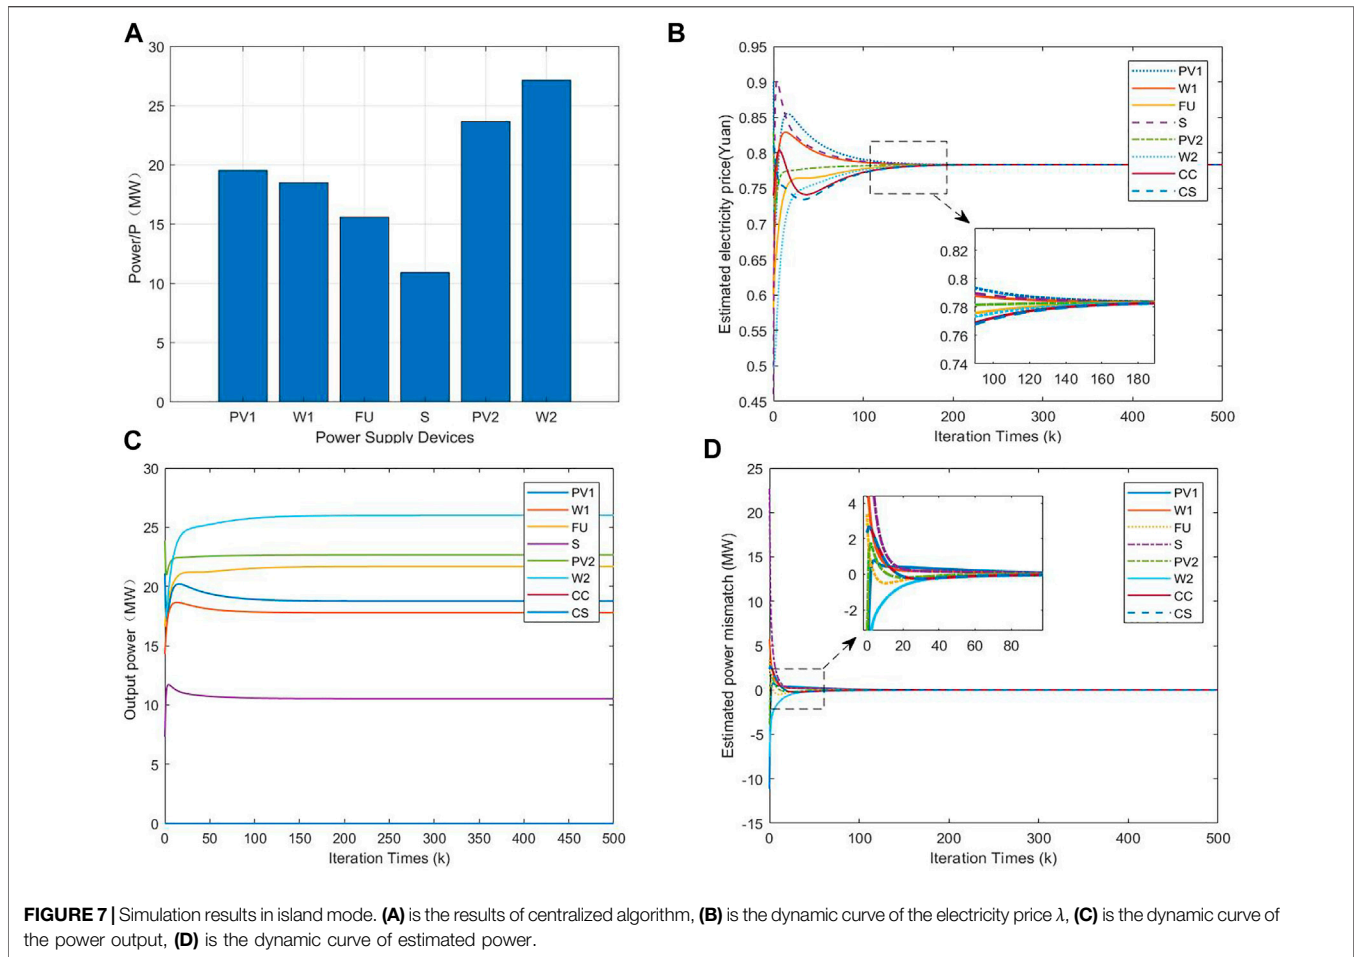 A
30
25
20
15
10
5
0
Power/P（MW）
PV1 W1 FU S PV2 W2
Power Supply Devices
B
0.95
0.9
0.85
0.8
0.75
0.7
0.65
0.6
0.55
0.5
0.45
Estimated electricity price(Yuan)
PV1
W1
FU
S
PV2
W2
CC
CS
0.82
0.8
0.78
0.76
0.74
100 120 140 160 180
0 100 200 300 400 500
Iteration Times (k)
C
30
25
20
15
10
5
0
Output power（MW）
PV1
W1
FU
S
PV2
W2
CC
CS
0 50 100 150 200 250 300 350 400 450 500
Iteration Times (k)
D
25
20
15
10
5
0
-5
-10
-15
Estimated power mismatch (MW)
4
2
0
-2
0 20 40 60 80
PV1
W1
FU
S
PV2
W2
CC
CS
0 100 200 300 400 500
Iteration Times (k)
FIGURE 7 | Simulation results in island mode. (A) is the results of centralized algorithm, (B) is the dynamic curve of the electricity price λ, (C) is the dynamic curve of
the power output, (D) is the dynamic curve of estimated power.